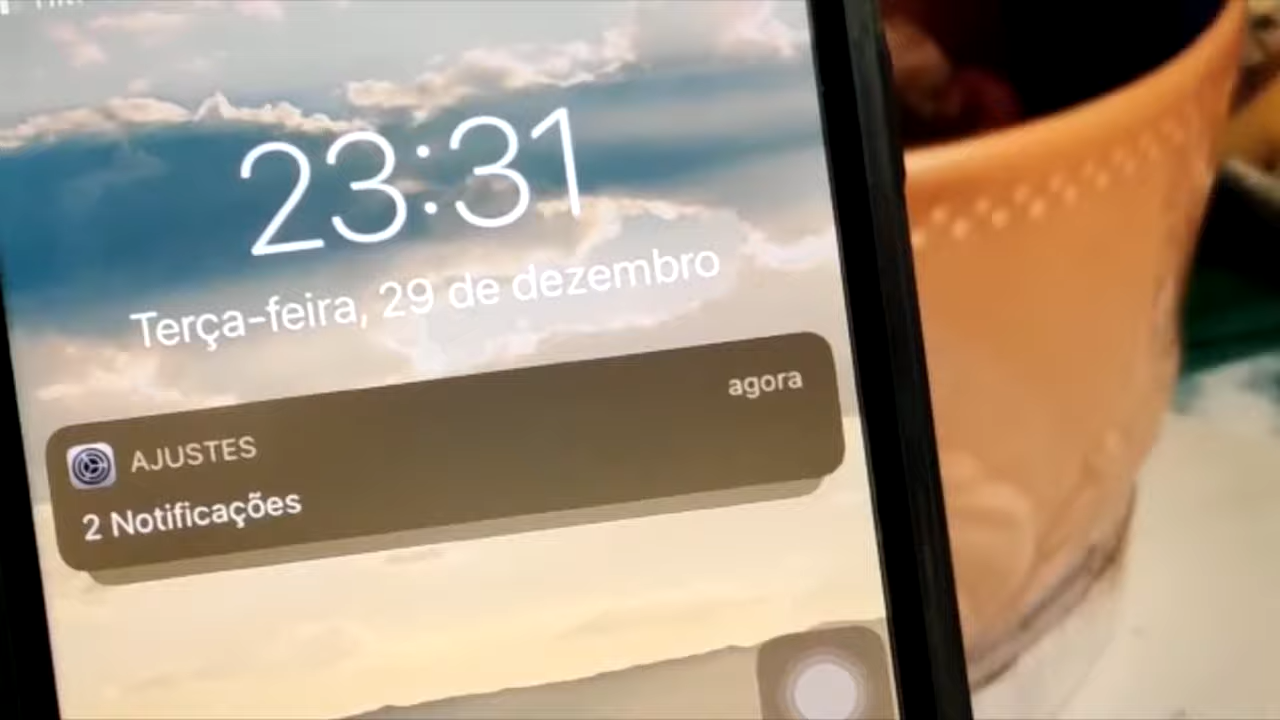 23:31
Terça-feira, 29 de dezembro
AJUSTES
agora
2 Notificações